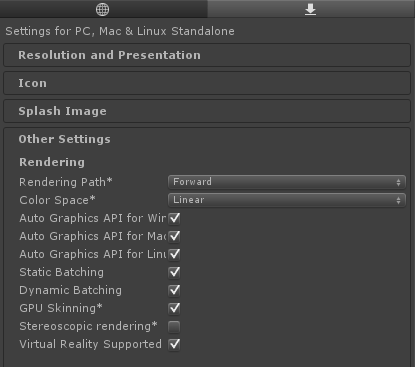 Settings for PC, Mac & Linux Standalone
Resolution and Presentation
Icon
Splash Image
Other Settings
Rendering
Rendering Path* Forward
Color Space* Linear
Auto Graphics API for Win
Auto Graphics API for Mac
Auto Graphics API for Linu
Static Batching
Dynamic Batching
GPU Skinning*
Stereoscopic rendering*
Virtual Reality Supported